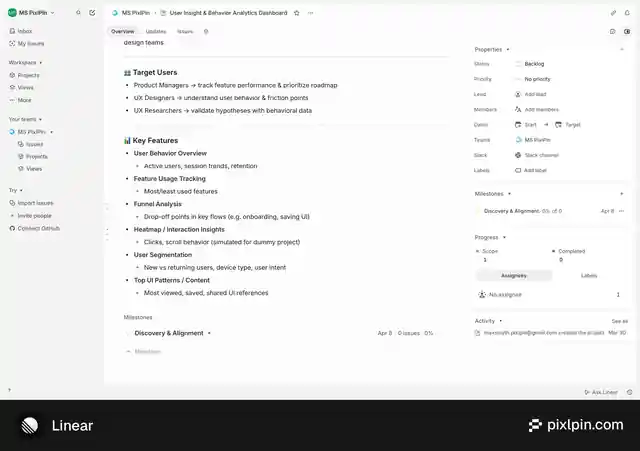 MS PixlPin
Inbox
My Issues
Workspace
Projects
Views
More
Your teams
MS PixlPin
Issues
Projects
Views
Try
Import issues
Invite people
Connect GitHub
?
MS PixlPin › User Insight & Behavior Analytics Dashboard
Overview Updates Issues
design teams
Target Users
Product Managers → track feature performance & prioritize roadmap
UX Designers → understand user behavior & friction points
UX Researchers → validate hypotheses with behavioral data
Key Features
User Behavior Overview
Active users, session trends, retention
Feature Usage Tracking
Most/least used features
Funnel Analysis
Drop-off points in key flows (e.g. onboarding, saving UI)
Heatmap / Interaction Insights
Clicks, scroll behavior (simulated for dummy project)
User Segmentation
New vs returning users, device type, user intent
Top UI Patterns / Content
Most viewed, saved, shared UI references
Milestones
Discovery & Alignment Apr 8 0 issues 0%
Milestone
Properties
Status Backlog
Priority No priority
Lead Add lead
Members Add members
Dates Start → Target
Teams MS PixlPin
Slack Slack channel
Labels Add label
Milestones +
Discovery & Alignment 0% of 0 Apr 8
Progress
Scope Completed
1 0
Assignees Labels
No assignee 1
Activity See all
created the project Mar 30
Ask Linear
Linear
pixlpin.com